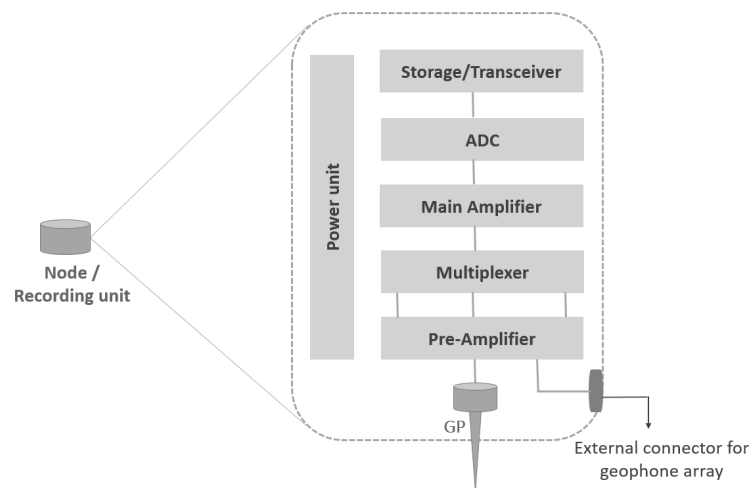 Storage/Transceiver
ADC
Main Amplifier
Multiplexer
Pre-Amplifier
Power unit
Node /
Recording unit
GP
External connector for
geophone array